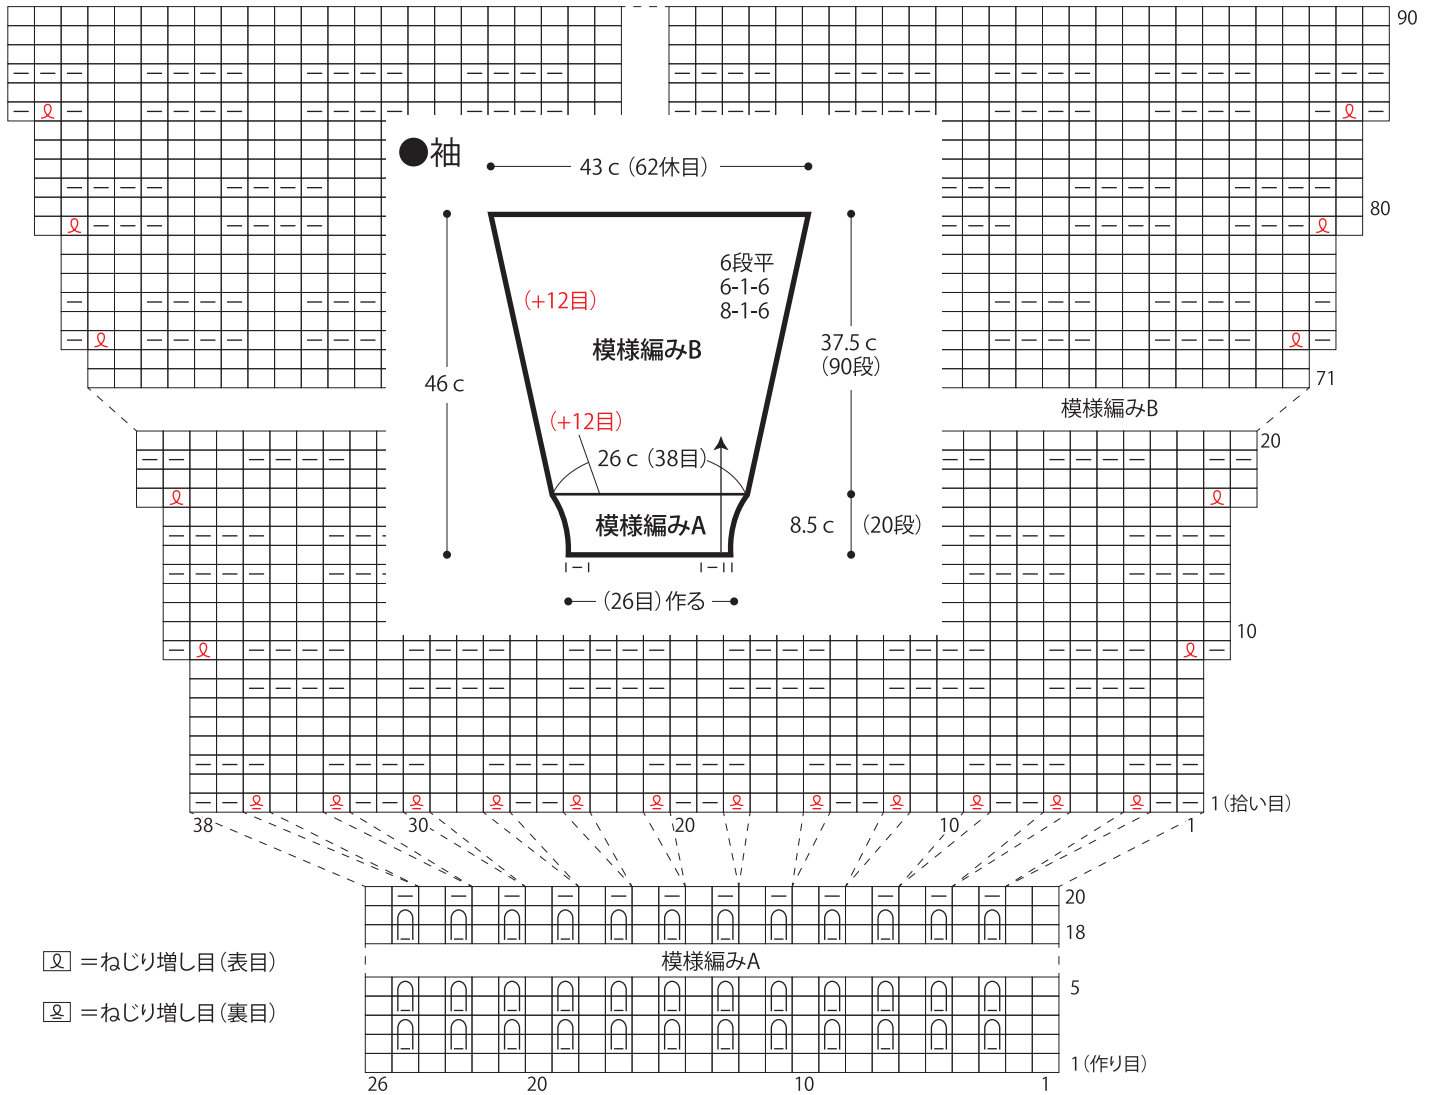 90
●袖
43c（62休目）
80
6段平
6-1-6
8-1-6
(+12目)
模様編みB
37.5c
(90段)
46c
71
模様編みB
(+12目)
20
26c（38目）
模様編みA
8.5c （20段）
(26目)作る
10
1(拾い目)
38 30 20 10 1
20
18
模様編みA
5
1(作り目)
26 20 10 1
=ねじり増し目(表目)
=ねじり増し目(裏目)